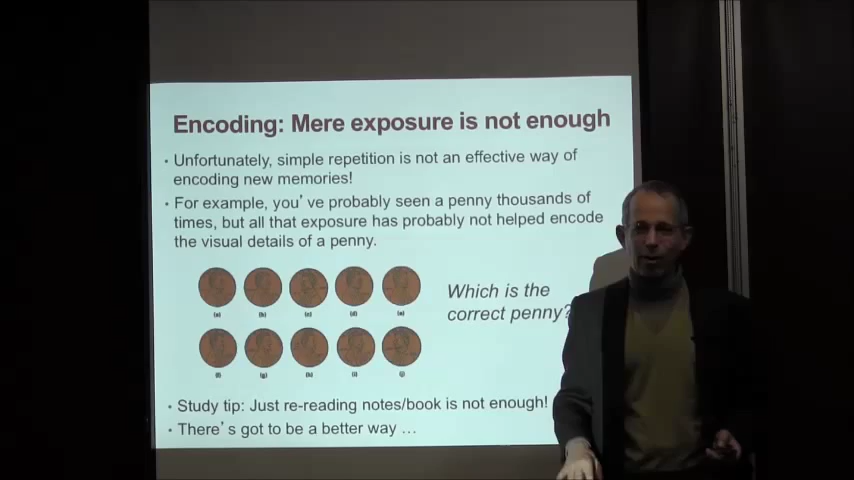 Encoding: Mere exposure is not enough
• Unfortunately, simple repetition is not an effective way of
encoding new memories!
• For example, you've probably seen a penny thousands of
times, but all that exposure has probably not helped encode
the visual details of a penny.
(a) (b) (c) (d) (e)
Which is the
correct penny?
(f) (g) (h) (i) (j)
• Study tip: Just re-reading notes/book is not enough!
• There's got to be a better way …